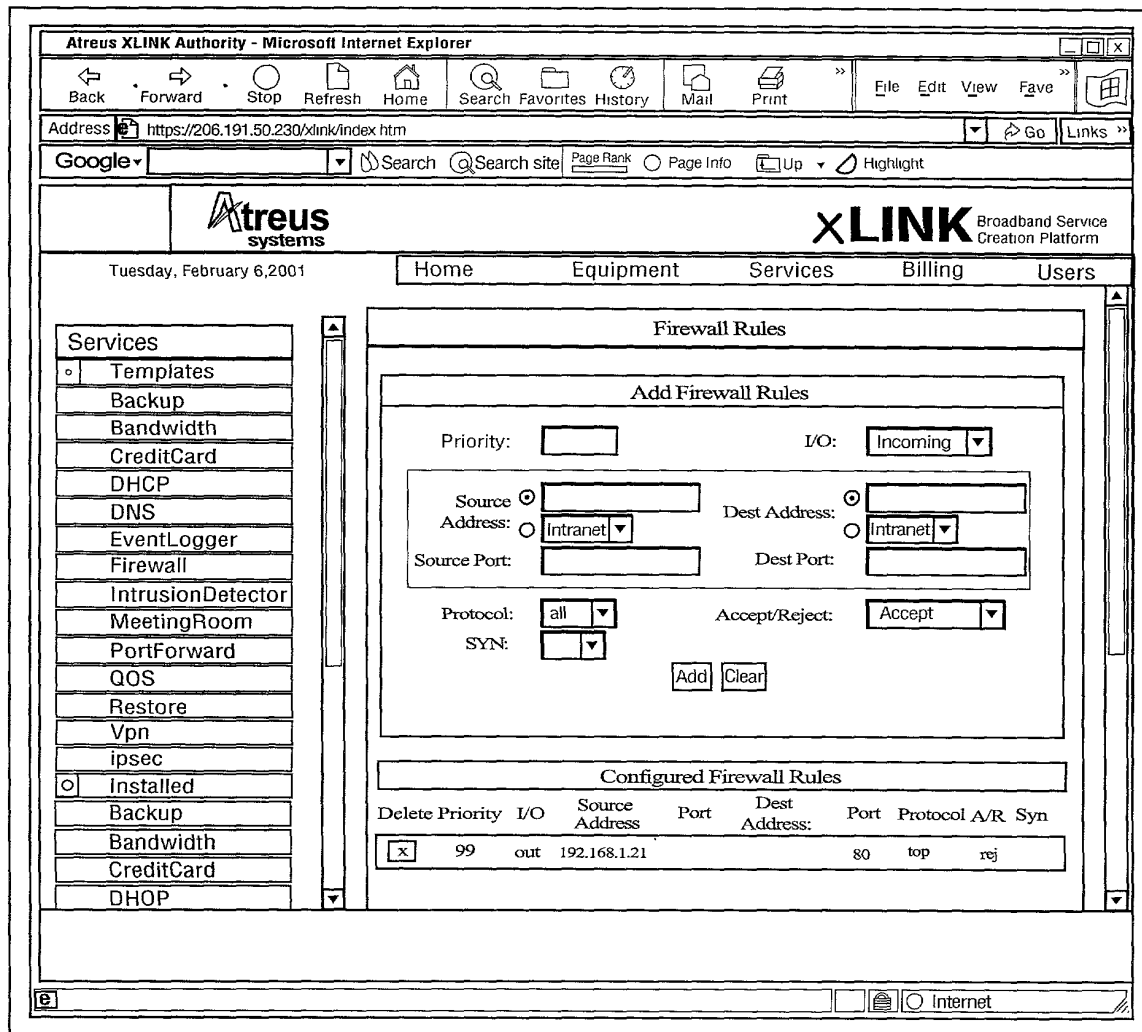 Atreus XLINK Authority - Microsoft Internet Explorer
Back Forward Stop Refresh Home Search Favorites History Mail Print » File Edit View Fave »
Address https://206.191.50.230/xlink/index htm Go Links »
Google Search Search site Page Rank Page Info Up Highlight
Atreus systems
xLINK Broadband Service Creation Platform
Tuesday, February 6,2001
Home Equipment Services Billing Users
Services
Templates
Backup
Bandwidth
CreditCard
DHCP
DNS
EventLogger
Firewall
IntrusionDetector
MeetingRoom
PortForward
QOS
Restore
Vpn
ipsec
Installed
Backup
Bandwidth
CreditCard
DHOP
Firewall Rules
Add Firewall Rules
Priority: I/O: Incoming
Source Address: Intranet Dest Address: Intranet
Source Port: Dest Port:
Protocol: all Accept/Reject: Accept
SYN:
Add Clear
Configured Firewall Rules
Delete Priority I/O Source Address Port Dest Address: Port Protocol A/R Syn
x 99 out 192.168.1.21 80 top rej
Internet